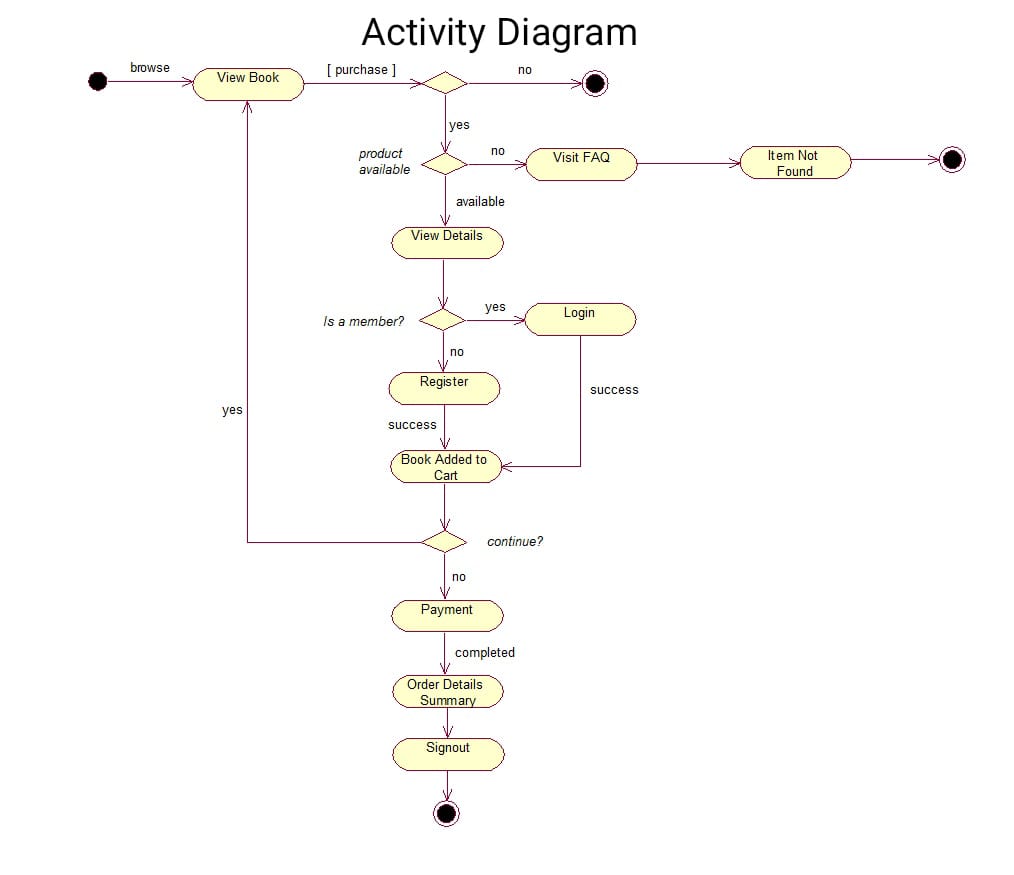 Activity Diagram
browse
View Book
[ purchase ]
no
yes
product
available
no
Visit FAQ
Item Not
Found
available
View Details
Is a member?
yes
Login
no
Register
success
success
yes
Book Added to
Cart
continue?
no
Payment
completed
Order Details
Summary
Signout